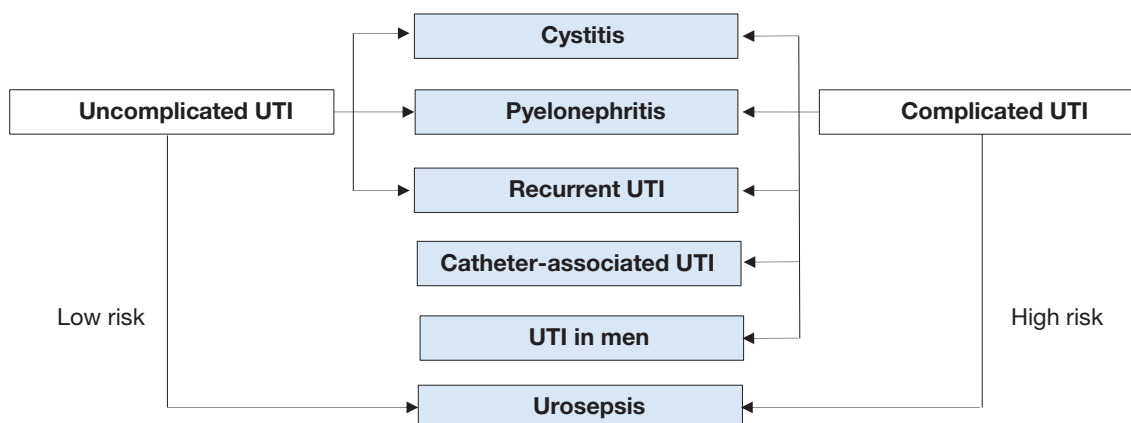 Cystitis
Uncomplicated UTI
Pyelonephritis
Complicated UTI
Recurrent UTI
Catheter-associated UTI
Low risk
High risk
UTI in men
Urosepsis